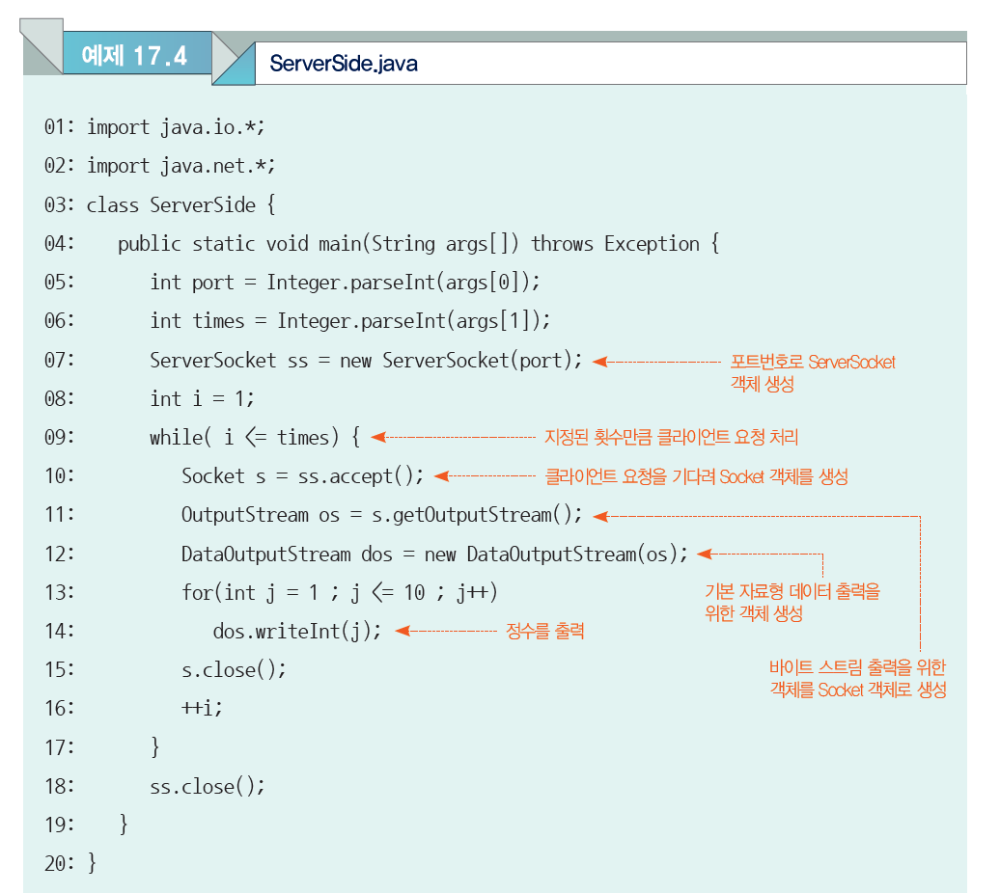 예제 17.4
ServerSide.java
01: import java.io.*;
02: import java.net.*;
03: class ServerSide {
04: public static void main(String args[]) throws Exception {
05: int port = Integer.parseInt(args[0]);
06: int times = Integer.parseInt(args[1]);
07: ServerSocket ss = new ServerSocket(port);
포트번호로 ServerSocket
객체 생성
08: int i = 1;
09: while( i <= times) {
지정된 횟수만큼 클라이언트 요청 처리
10: Socket s = ss.accept();
클라이언트 요청을 기다려 Socket 객체를 생성
11: OutputStream os = s.getOutputStream();
12: DataOutputStream dos = new DataOutputStream(os);
13: for(int j = 1 ; j <= 10 ; j++)
기본 자료형 데이터 출력을
위한 객체 생성
14: dos.writeInt(j);
정수를 출력
15: s.close();
바이트 스트림 출력을 위한
객체를 Socket 객체로 생성
16: ++i;
17: }
18: ss.close();
19: }
20: }